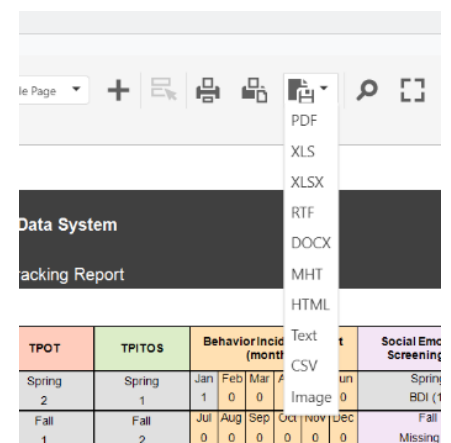 le Page
PDF
XLS
XLSX
RTF
DOCX
MHT
HTML
Text
CSV
Image
Data System
racking Report
TPOT TPITOS Behavior Incid t Social Emo
(mont Screening
Spring Spring Jan Feb Mar A un Spring
2 1 1 0 0 0 BDI (1
Fall Fall Jul Aug Sep Oct Nov Dec Fall
1 2 0 0 0 0 0 0 Missing